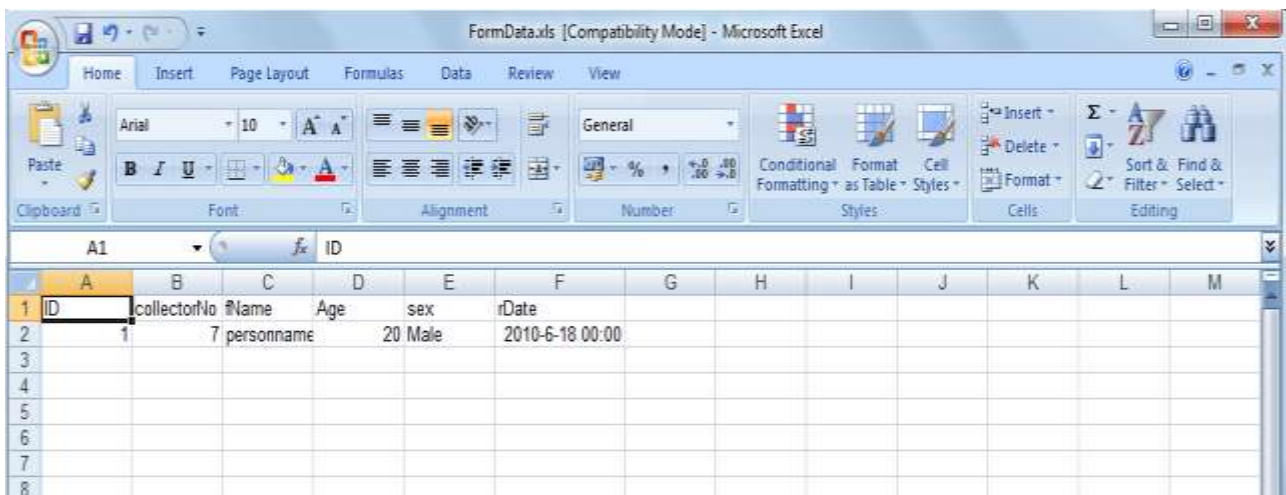 FormData.xls [Compatibility Mode] - Microsoft Excel
Home Insert Page Layout Formulas Data Review View
Arial 10 A A General
Paste B I U A % , Conditional Formatting Format as Table Cell Styles Insert Delete Format Σ Sort & Filter Find & Select
Clipboard Font Alignment Number Styles Cells Editing
A1 fx ID
A B C D E F G H I J K L M
1 ID collectorNo fName Age sex rDate
2 1 7 personname 20 Male 2010-6-18 00:00
3
4
5
6
7
8